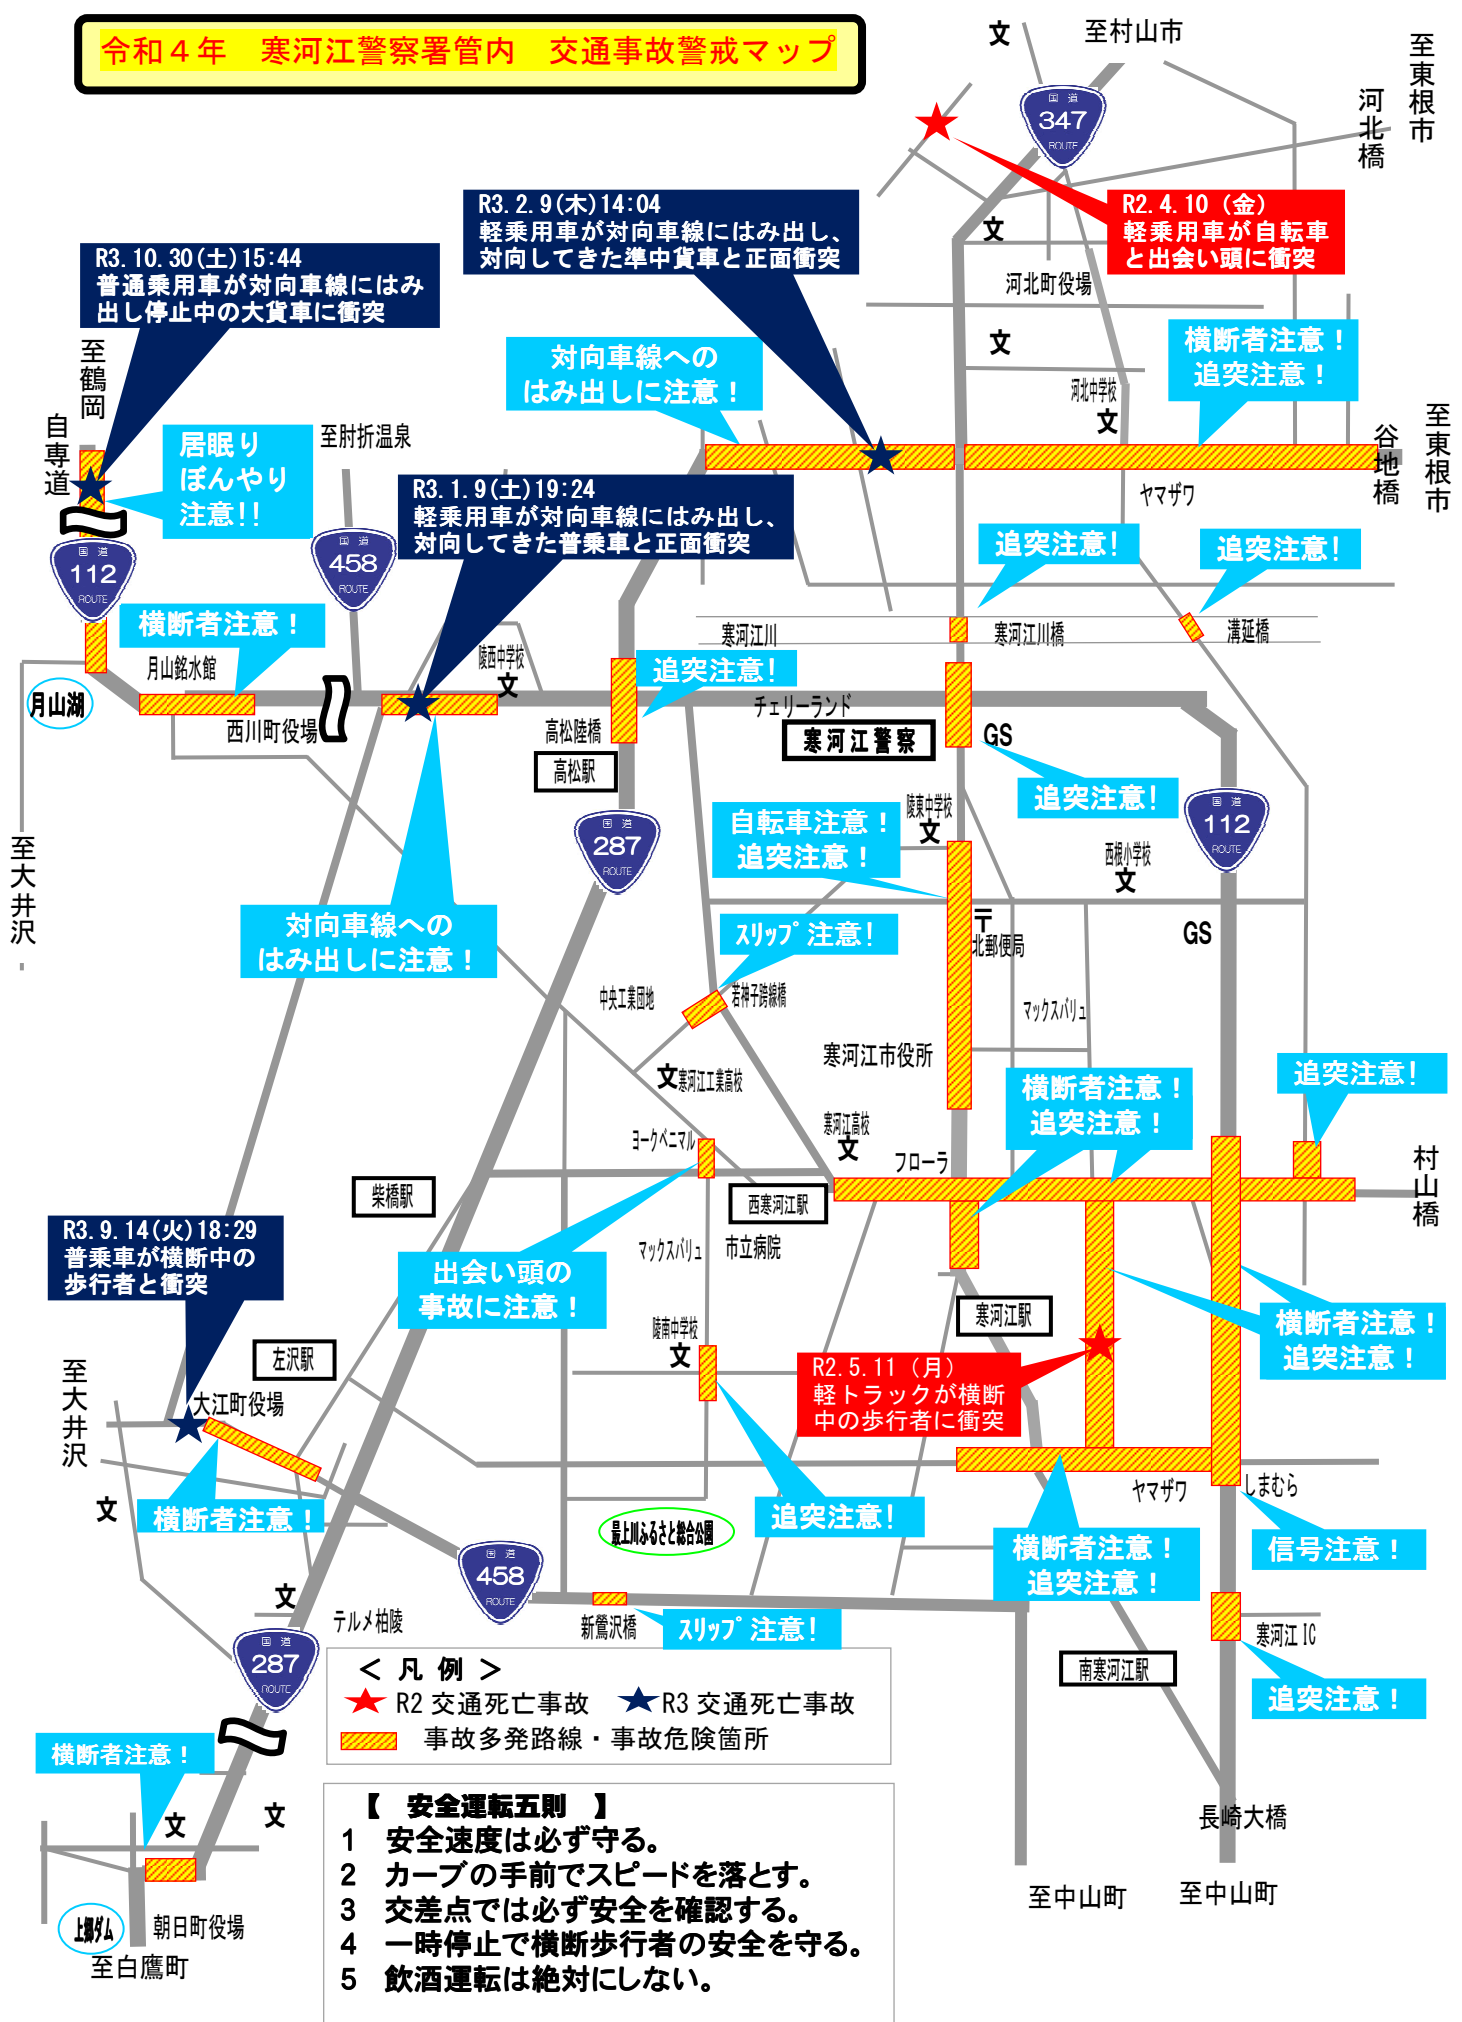 令和４年　寒河江警察署管内　交通事故警戒マップ
文
至村山市
至東根市
河北橋
国道
347
ROUTE
R2.4.10（金）
軽乗用車が自転車
と出会い頭に衝突
R3.2.9(木)14:04
軽乗用車が対向車線にはみ出し、
対向してきた準中貨車と正面衝突
R3.10.30(土)15:44
普通乗用車が対向車線にはみ
出し停止中の大貨車に衝突
文
河北町役場
文
河北中学校
文
横断者注意！
追突注意！
対向車線への
はみ出しに注意！
至鶴岡
自専道
居眠り
ぼんやり
注意!!
至肘折温泉
谷地橋
至東根市
ヤマザワ
R3.1.9(土)19:24
軽乗用車が対向車線にはみ出し、
対向してきた普乗車と正面衝突
国道
458
ROUTE
国道
112
ROUTE
追突注意！
追突注意！
横断者注意！
月山銘水館
月山湖
西川町役場
陵西中学校
文
寒河江川
寒河江川橋
溝延橋
追突注意！
高松陸橋
高松駅
チェリーランド
寒河江警察
GS
追突注意！
国道
112
ROUTE
国道
287
ROUTE
自転車注意！
追突注意！
陵東中学校
文
西根小学校
文
至大井沢
対向車線への
はみ出しに注意！
スリップ注意！
〒
北郵便局
GS
中央工業団地
若神子跨線橋
マックスバリュ
寒河江市役所
文
寒河江工業高校
横断者注意！
追突注意！
追突注意！
ヨークベニマル
寒河江高校
文
フローラ
村山橋
柴橋駅
西寒河江駅
R3.9.14(火)18:29
普乗車が横断中の
歩行者と衝突
マックスバリュ
市立病院
出会い頭の
事故に注意！
寒河江駅
横断者注意！
追突注意！
陵南中学校
文
左沢駅
R2.5.11（月）
軽トラックが横断
中の歩行者に衝突
至大井沢
大江町役場
文
横断者注意！
ヤマザワ
しまむら
追突注意！
最上川ふるさと総合公園
横断者注意！
追突注意！
信号注意！
国道
458
ROUTE
文
テルメ柏陵
新鶯沢橋
スリップ注意！
寒河江IC
国道
287
ROUTE
南寒河江駅
追突注意！
＜ 凡 例 ＞
R2 交通死亡事故
R3 交通死亡事故
事故多発路線・事故危険箇所
横断者注意！
文
文
【　安全運転五則　】
1　安全速度は必ず守る。
2　カーブの手前でスピードを落とす。
3　交差点では必ず安全を確認する。
4　一時停止で横断歩行者の安全を守る。
5　飲酒運転は絶対にしない。
長崎大橋
至中山町
至中山町
上郷ダム
朝日町役場
至白鷹町